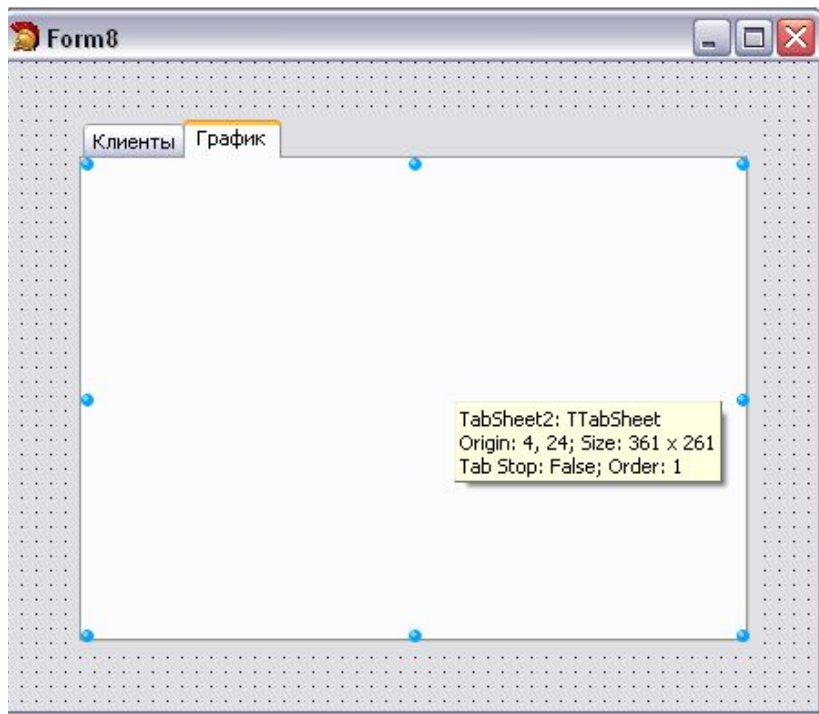 Form8
Клиенты График
TabSheet2: TTabSheet
Origin: 4, 24; Size: 361 x 261
Tab Stop: False; Order: 1